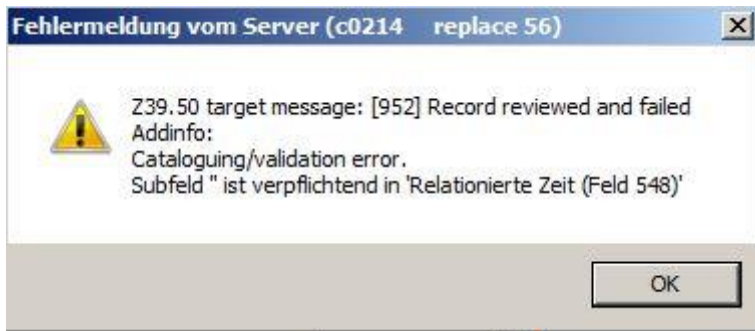 Fehlermeldung vom Server (c0214 replace 56)
Z39.50 target message: [952] Record reviewed and failed
Addinfo:
Cataloguing/validation error.
Subfeld '' ist verpflichtend in 'Relationierte Zeit (Feld 548)'
OK